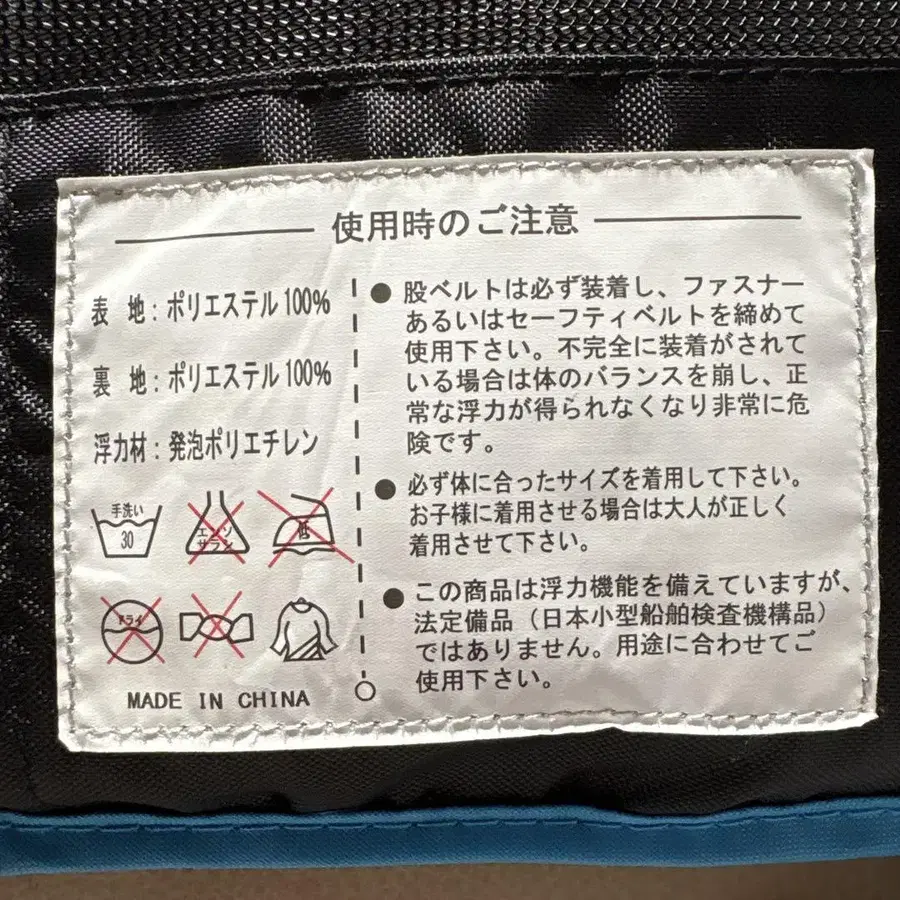 使用時のご注意
表 地：ポリエステル100%
裏 地：ポリエステル100%
浮力材：発泡ポリエチレン
手洗い
30
エンソ
サラシ
低
ドライ
MADE IN CHINA
●股ベルトは必ず装着し、ファスナー
あるいはセーフティベルトを締めて
使用下さい。不完全に装着がされて
いる場合は体のバランスを崩し、正
常な浮力が得られなくなり非常に危
険です。
●必ず体に合ったサイズを着用して下さい。
お子様に着用させる場合は大人が正しく
着用させて下さい。
●この商品は浮力機能を備えていますが、
法定備品（日本小型船舶検査機構品）
ではありません。用途に合わせてご
使用下さい。